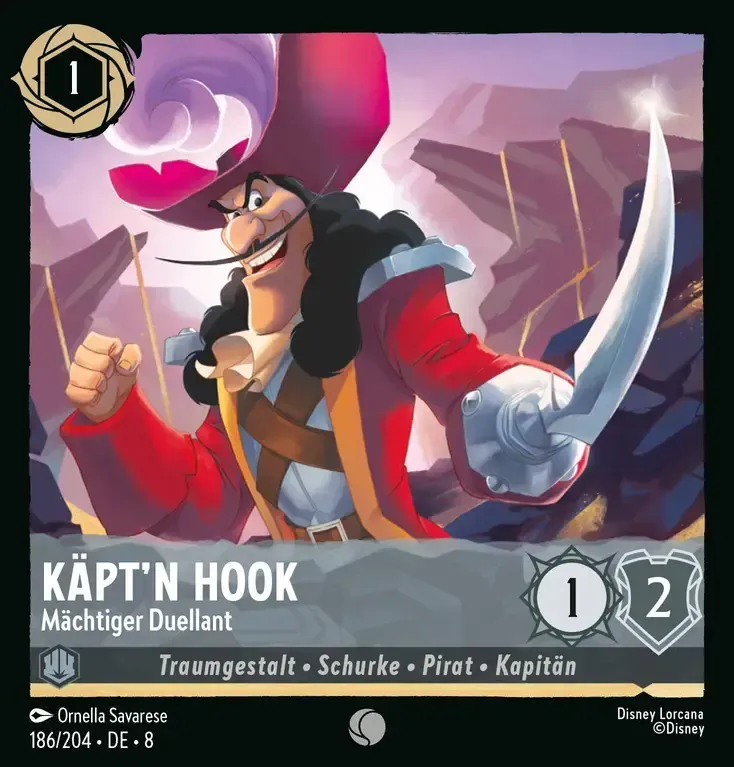 1
KÄPT'N HOOK
Mächtiger Duellant
1
2
Traumgestalt • Schurke • Pirat • Kapitän
Ornella Savarese
186/204 • DE • 8
Disney Lorcana
©Disney